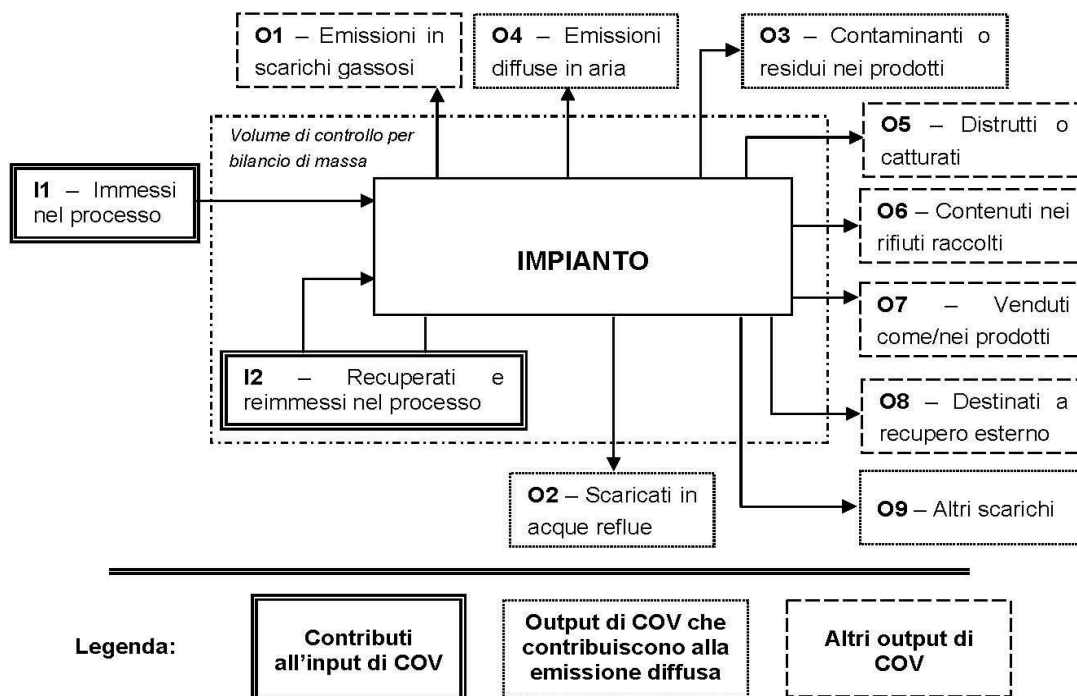 O1 – Emissioni in
scarichi gassosi
O4 – Emissioni
diffuse in aria
O3 – Contaminanti o
residui nei prodotti
Volume di controllo per
bilancio di massa
O5 – Distrutti o
catturati
I1 – Immessi
nel processo
O6 – Contenuti nei
rifiuti raccolti
IMPIANTO
O7 – Venduti
come/nei prodotti
I2 – Recuperati e
reimmessi nel processo
O8 – Destinati a
recupero esterno
O2 – Scaricati in
acque reflue
O9 – Altri scarichi
Legenda:
Contributi
all'input di COV
Output di COV che
contribuiscono alla
emissione diffusa
Altri output di
COV